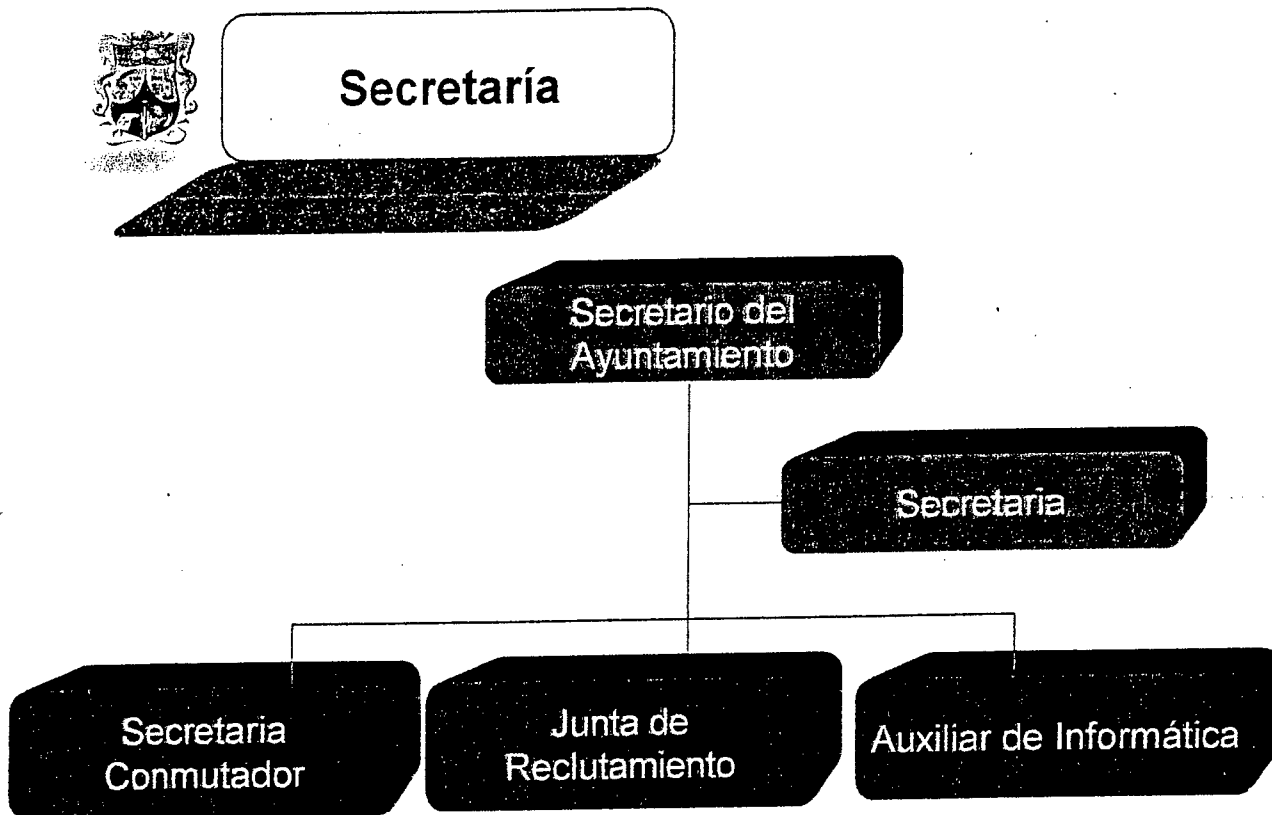 Secretaría
Secretario del
Ayuntamiento
Secretaria
Secretaria
Conmutador
Junta de
Reclutamiento
Auxiliar de Informática